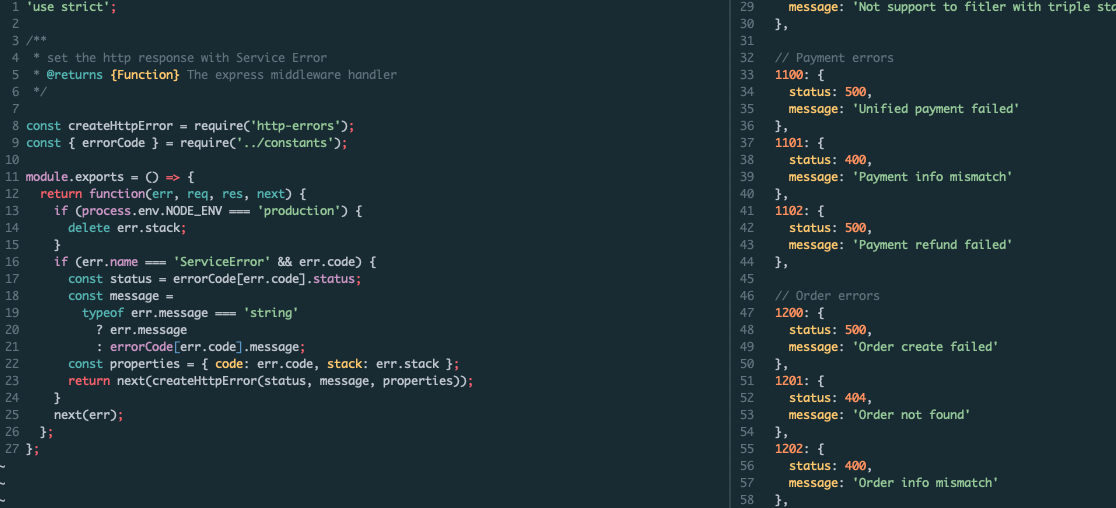 1 'use strict';
2
3 /**
4  * set the http response with Service Error
5  * @returns {Function} The express middleware handler
6  */
7
8 const createHttpError = require('http-errors');
9 const { errorCode } = require('../constants');
10
11 module.exports = () => {
12   return function(err, req, res, next) {
13     if (process.env.NODE_ENV === 'production') {
14       delete err.stack;
15     }
16     if (err.name === 'ServiceError' && err.code) {
17       const status = errorCode[err.code].status;
18       const message =
19         typeof err.message === 'string'
20           ? err.message
21           : errorCode[err.code].message;
22       const properties = { code: err.code, stack: err.stack };
23       return next(createHttpError(status, message, properties));
24     }
25     next(err);
26   };
27 };
~
~
~
29     message: 'Not support to fitler with triple
30   },
31
32   // Payment errors
33   1100: {
34     status: 500,
35     message: 'Unified payment failed'
36   },
37   1101: {
38     status: 400,
39     message: 'Payment info mismatch'
40   },
41   1102: {
42     status: 500,
43     message: 'Payment refund failed'
44   },
45
46   // Order errors
47   1200: {
48     status: 500,
49     message: 'Order create failed'
50   },
51   1201: {
52     status: 404,
53     message: 'Order not found'
54   },
55   1202: {
56     status: 400,
57     message: 'Order info mismatch'
58   },